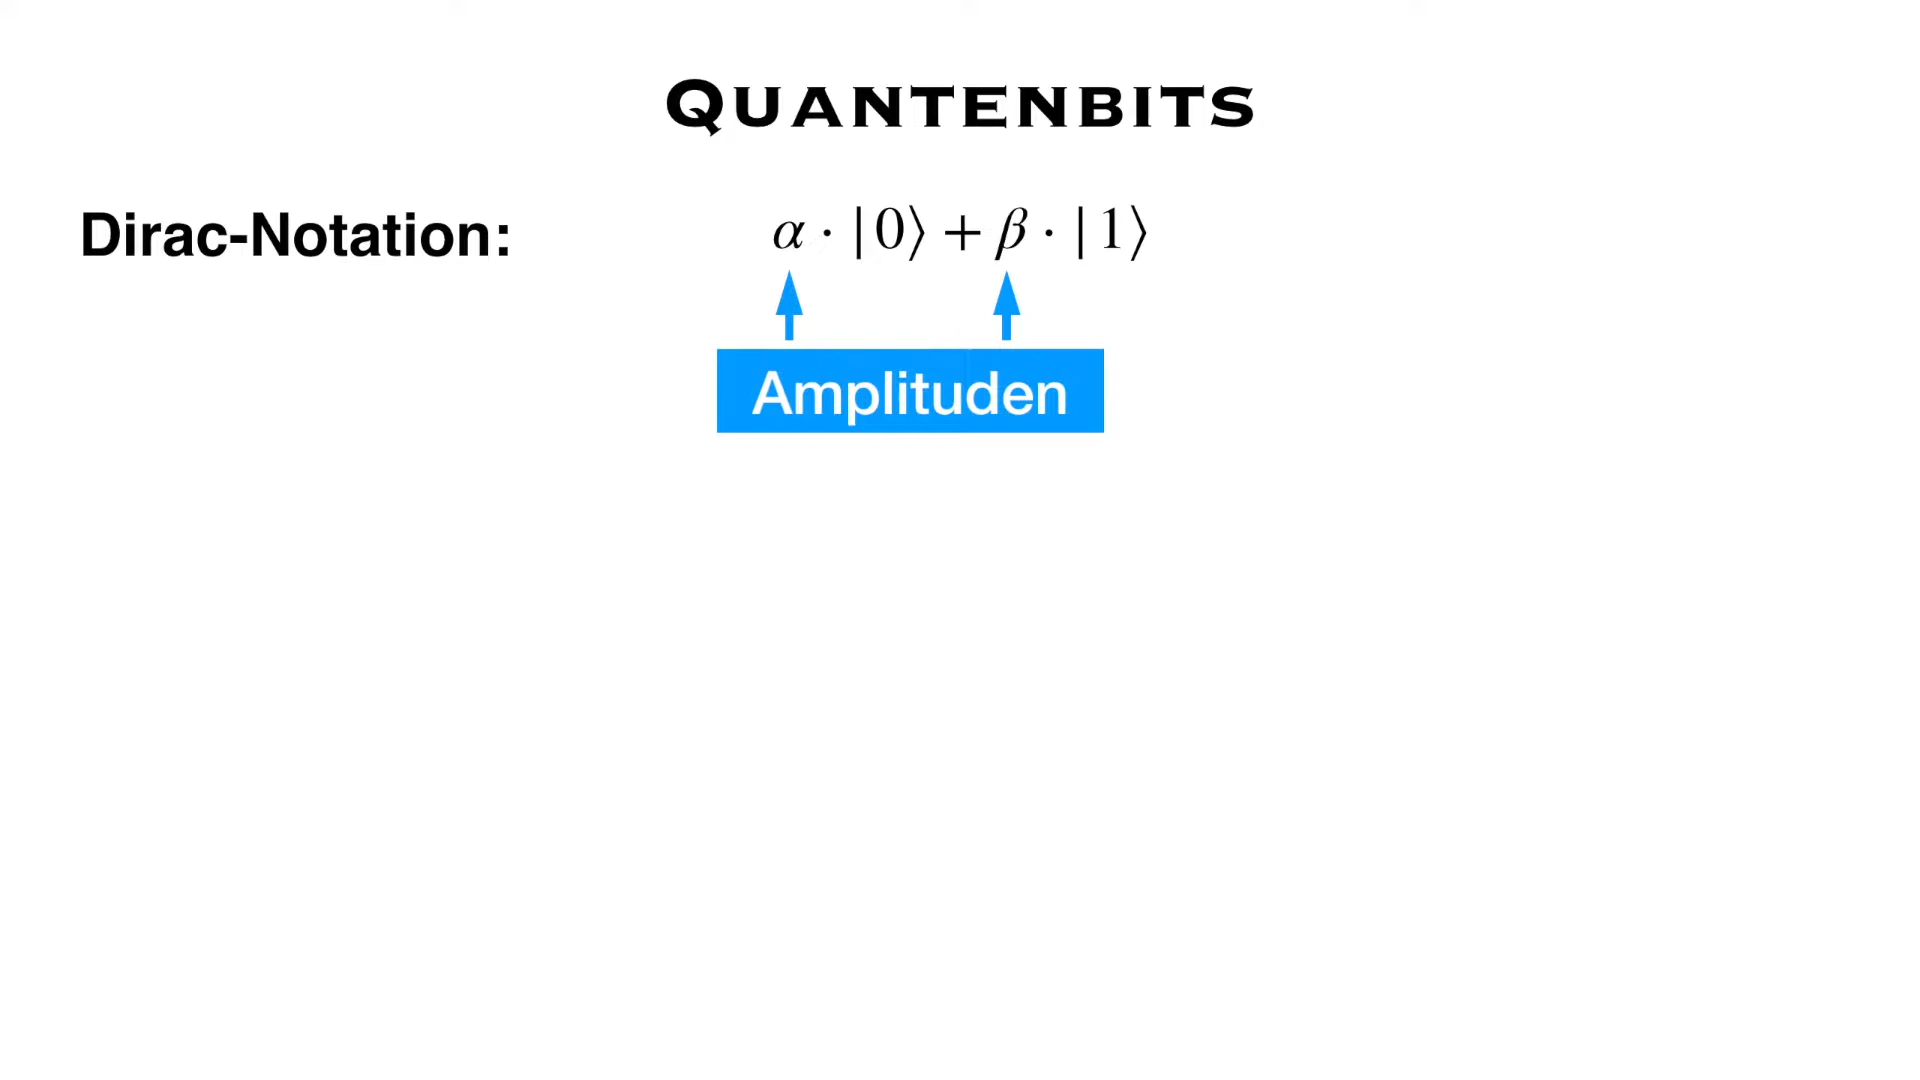 QUANTENBITS
Dirac-Notation: α · |0⟩ + β · |1⟩
Amplituden